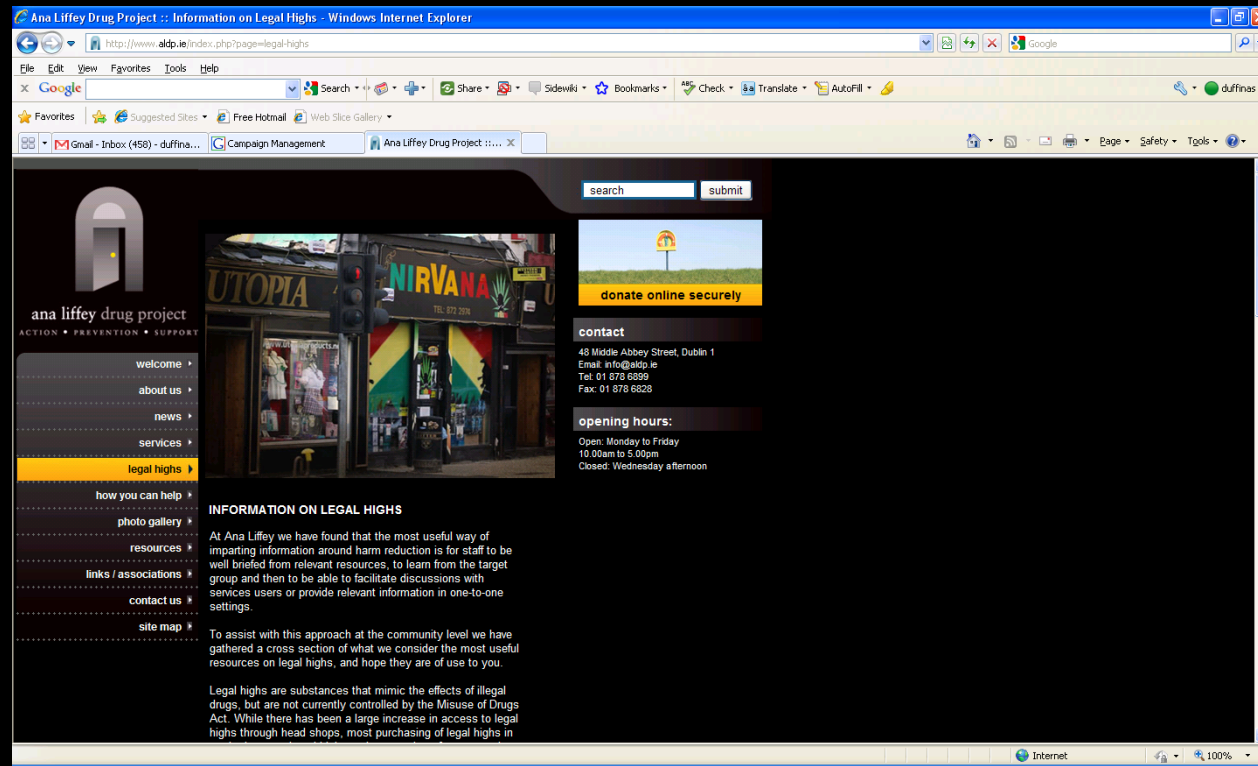 Ana Liffey Drug Project :: Information on Legal Highs - Windows Internet Explorer
http://www.aldp.ie/index.php?page=legal-highs
Google
File Edit View Favorites Tools Help
x Google Search Share Sidewiki Bookmarks Check Translate AutoFill duffinas
Favorites Suggested Sites Free Hotmail Web Slice Gallery
Gmail - Inbox (458) - duffina... Campaign Management Ana Liffey Drug Project ::... X Page Safety Tools
search submit
UTOPIA
NIRVANA
TEL: 872 2974
donate online securely
ana liffey drug project
ACTION • PREVENTION • SUPPORT
contact
48 Middle Abbey Street, Dublin 1
Email: info@aldp.ie
Tel: 01 878 6899
Fax: 01 878 6828
opening hours:
Open: Monday to Friday
10.00am to 5.00pm
Closed: Wednesday afternoon
welcome
about us
news
services
legal highs
how you can help
photo gallery
resources
links / associations
contact us
site map
INFORMATION ON LEGAL HIGHS
At Ana Liffey we have found that the most useful way of
imparting information around harm reduction is for staff to be
well briefed from relevant resources, to learn from the target
group and then to be able to facilitate discussions with
services users or provide relevant information in one-to-one
settings.
To assist with this approach at the community level we have
gathered a cross section of what we consider the most useful
resources on legal highs, and hope they are of use to you.
Legal highs are substances that mimic the effects of illegal
drugs, but are not currently controlled by the Misuse of Drugs
Act. While there has been a large increase in access to legal
highs through head shops, most purchasing of legal highs in
Internet 100%